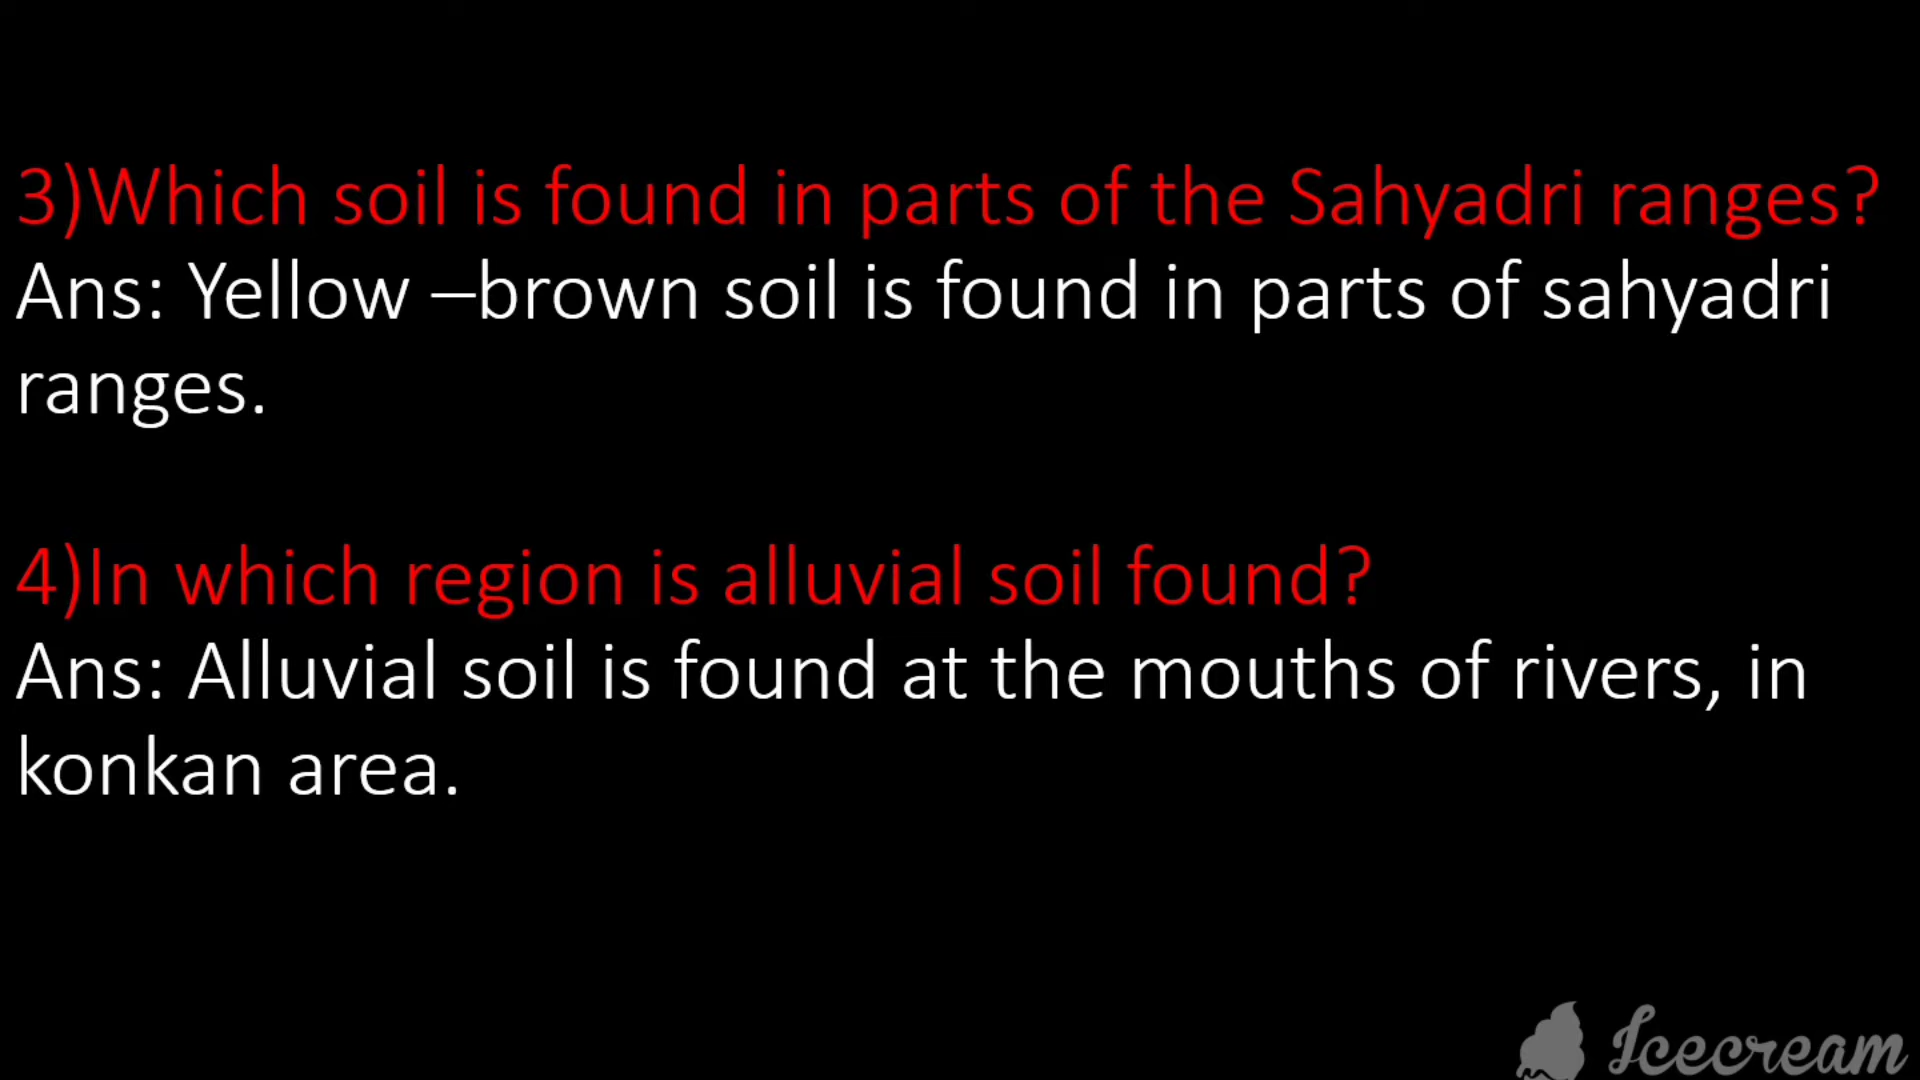 3)Which soil is found in parts of the Sahyadri ranges?
Ans: Yellow –brown soil is found in parts of sahyadri
ranges.
4)In which region is alluvial soil found?
Ans: Alluvial soil is found at the mouths of rivers, in
konkan area.
Icecream